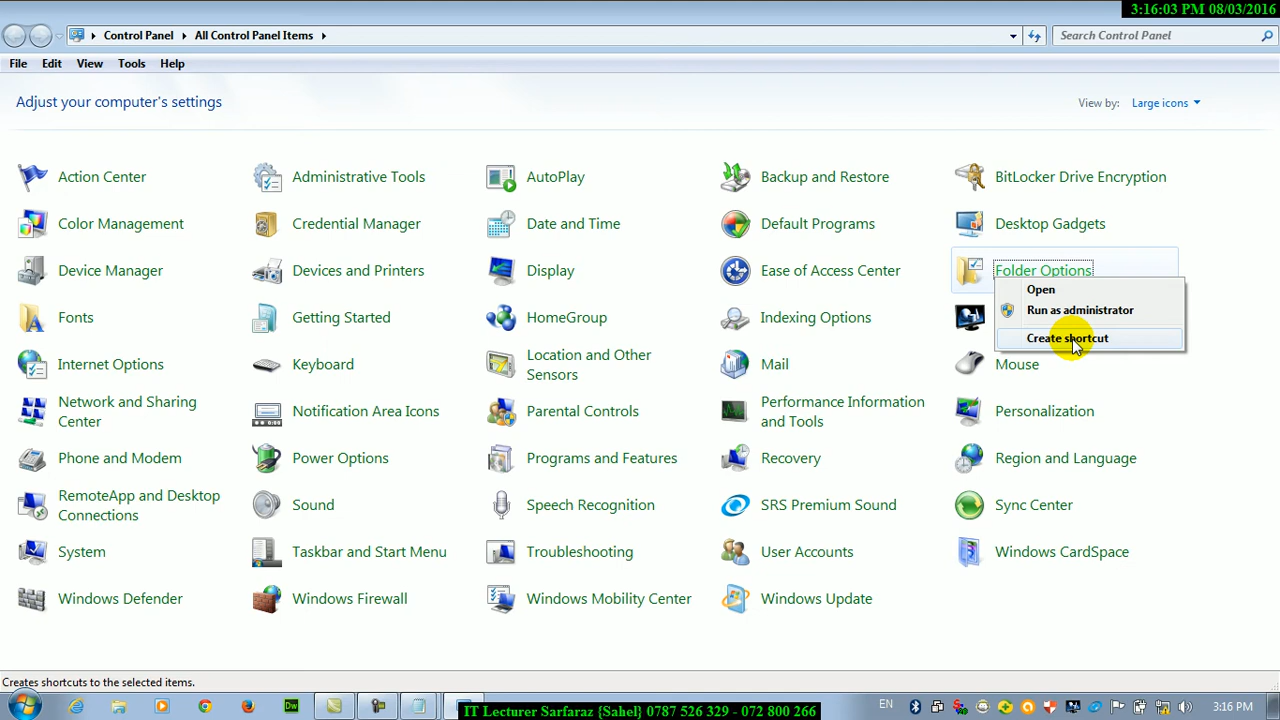 3:16:03 PM 08/03/2016
Control Panel
All Control Panel Items
Search Control Panel
File
Edit
View
Tools
Help
Adjust your computer's settings
View by:
Large icons
Action Center
Administrative Tools
AutoPlay
Backup and Restore
BitLocker Drive Encryption
Color Management
Credential Manager
Date and Time
Default Programs
Desktop Gadgets
Device Manager
Devices and Printers
Display
Ease of Access Center
Folder Options
Open
Run as administrator
Create shortcut
Fonts
Getting Started
HomeGroup
Indexing Options
Internet Options
Keyboard
Location and Other
Sensors
Mail
Mouse
Network and Sharing
Center
Notification Area Icons
Parental Controls
Performance Information
and Tools
Personalization
Phone and Modem
Power Options
Programs and Features
Recovery
Region and Language
RemoteApp and Desktop
Connections
Sound
Speech Recognition
SRS Premium Sound
Sync Center
System
Taskbar and Start Menu
Troubleshooting
User Accounts
Windows CardSpace
Windows Defender
Windows Firewall
Windows Mobility Center
Windows Update
Creates shortcuts to the selected items.
Dw
IT Lecturer Sarfaraz {Sahel} 0787 526 329 - 072 800 266
EN
3:16 PM